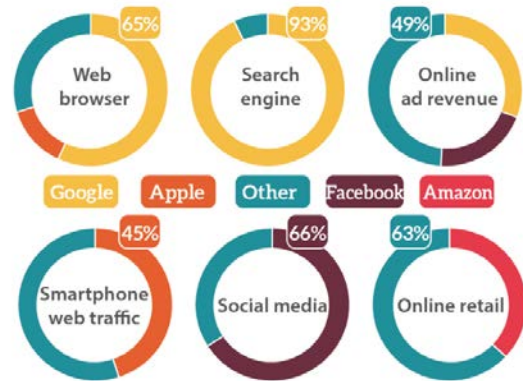 65%
93%
49%
Web
browser
Search
engine
Online
ad revenue
Google
Apple
Other
Facebook
Amazon
45%
66%
63%
Smartphone
web traffic
Social media
Online retail